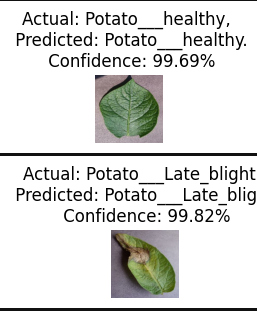 Actual: Potato___healthy,
Predicted: Potato___healthy.
Confidence: 99.69%
Actual: Potato___Late_blight
Predicted: Potato___Late_blig
Confidence: 99.82%